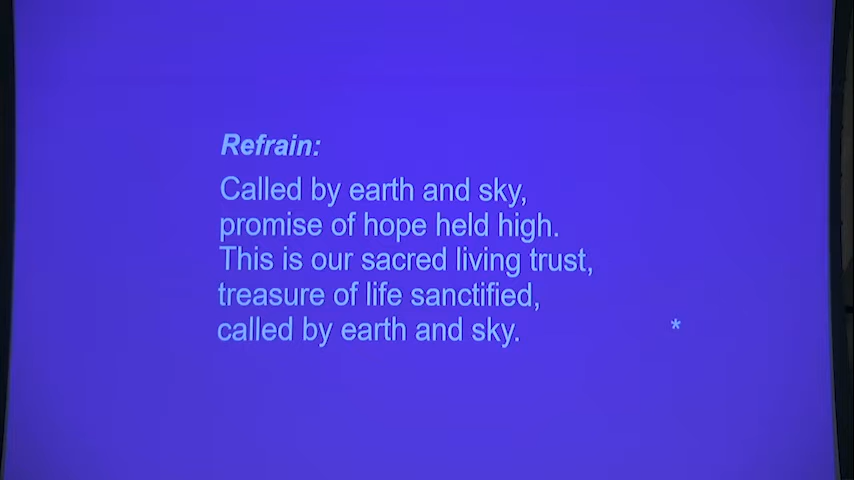 Refrain:
Called by earth and sky,
promise of hope held high.
This is our sacred living trust,
treasure of life sanctified,
called by earth and sky. *